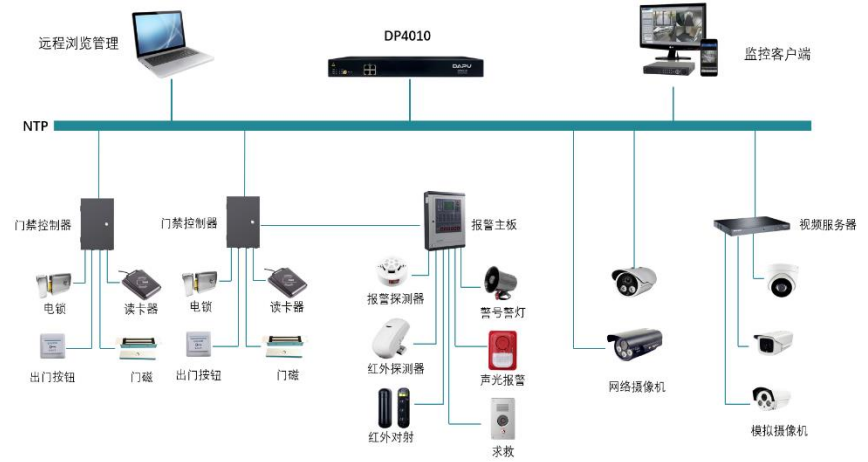 远程浏览管理
DP4010
监控客户端
DAPU
NTP
门禁控制器
门禁控制器
报警主板
视频服务器
电锁
读卡器
电锁
读卡器
报警探测器
警号警灯
出门按钮
门磁
出门按钮
门磁
红外探测器
声光报警
网络摄像机
红外对射
求救
模拟摄像机